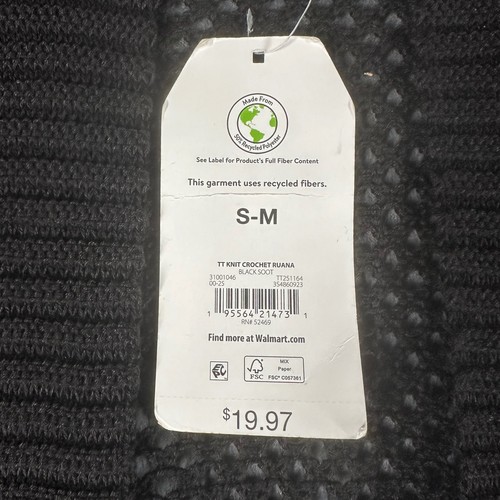 Made From
50% Recycled Polyester
See Label for Product's Full Fiber Content
This garment uses recycled fibers.
S-M
TT KNIT CROCHET RUANA
BLACK SOOT
31001046 TT251164
00-25 354860923
1 95564 21473 1
RN# 52469
Find more at Walmart.com
FSC
MIX
Paper
FSC® C057361
$19.97